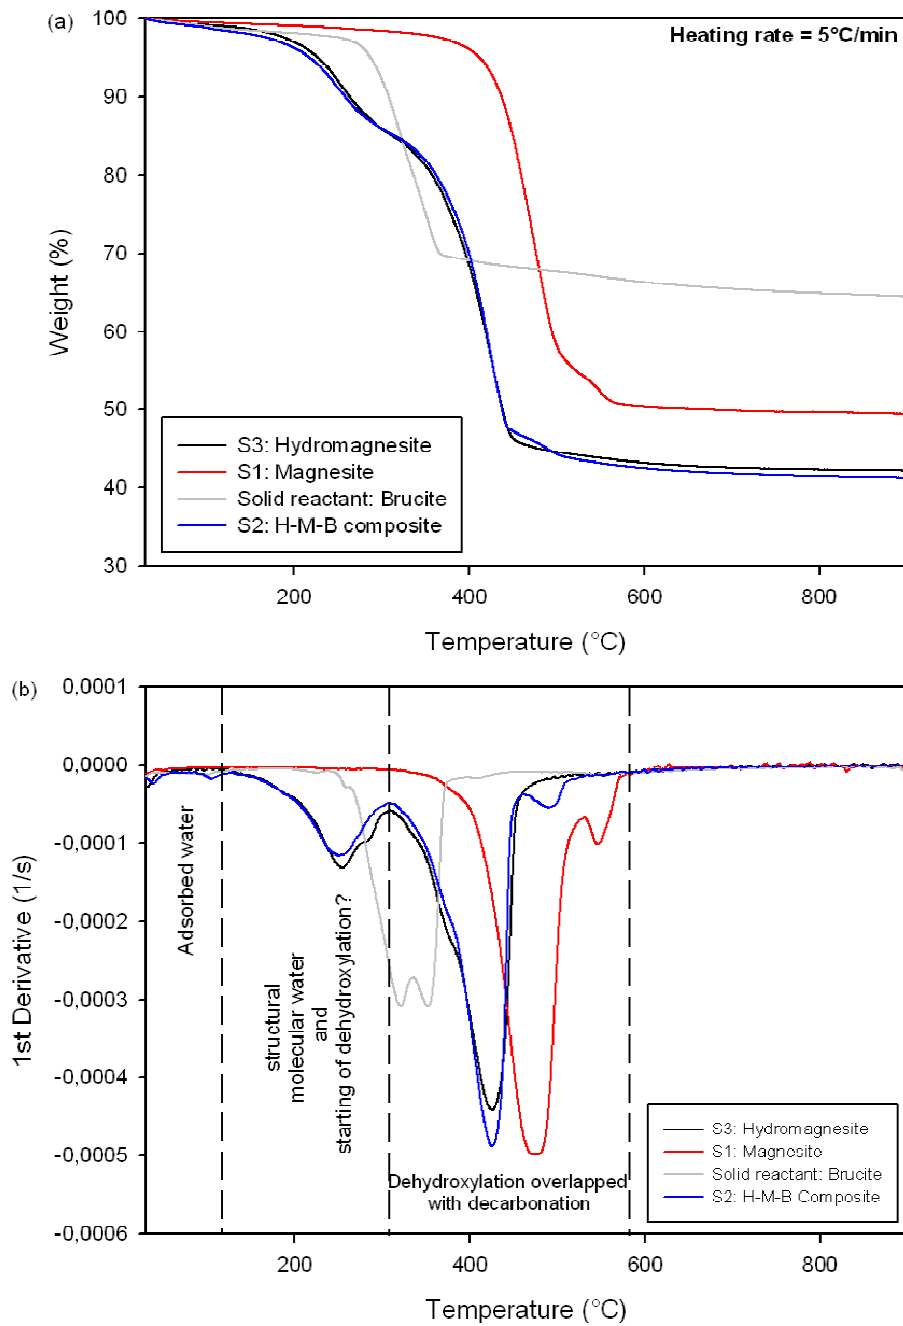 (a)
Heating rate = 5°C/min
100
90
80
70
60
50
40
30
Weight (%)
S3: Hydromagnesite
S1: Magnesite
Solid reactant: Brucite
S2: H-M-B composite
200
400
600
800
Temperature (°C)
(b)
0,0001
0,0000
-0,0001
-0,0002
-0,0003
-0,0004
-0,0005
-0,0006
1st Derivative (1/s)
Adsorbed water
structural
molecular water
and
starting of dehydroxylation?
Dehydroxylation overlapped
with decarbonation
S3: Hydromagnesite
S1: Magnesite
Solid reactant: Brucite
S2: H-M-B Composite
200
400
600
800
Temperature (°C)